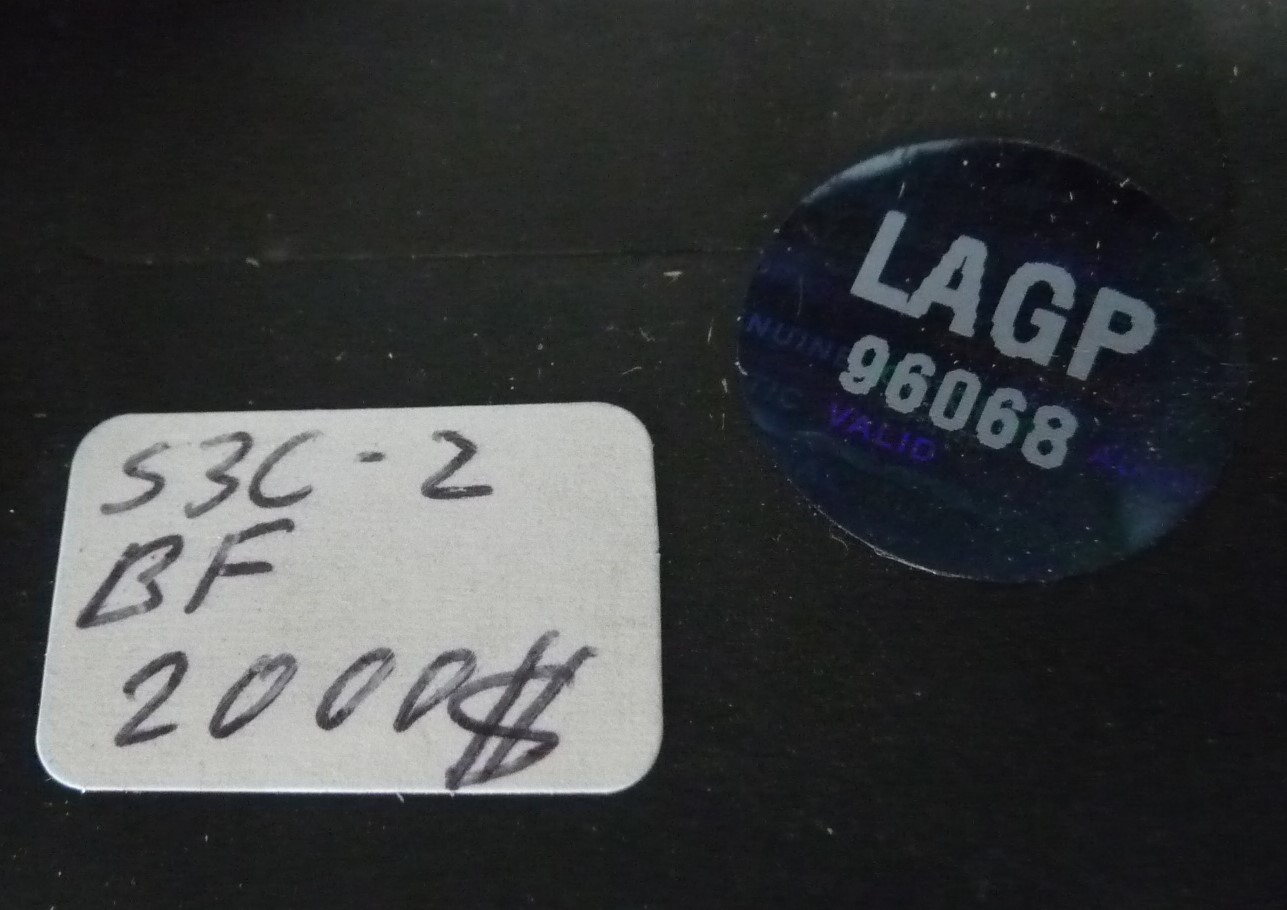 S3C-2
BF
2000$
LAGP
96068
VALID